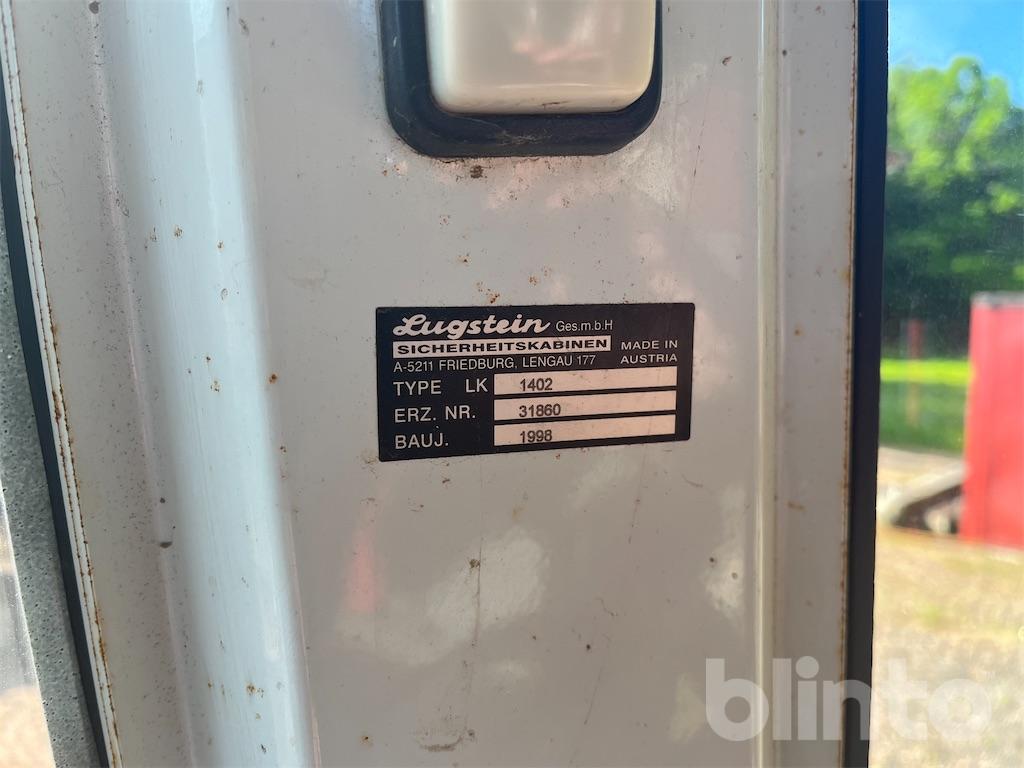 Lugstein Ges.m.b.H
SICHERHEITSKABINEN MADE IN
A-5211 FRIEDBURG, LENGAU 177 AUSTRIA
TYPE LK 1402
ERZ. NR. 31860
BAUJ. 1998
blinto